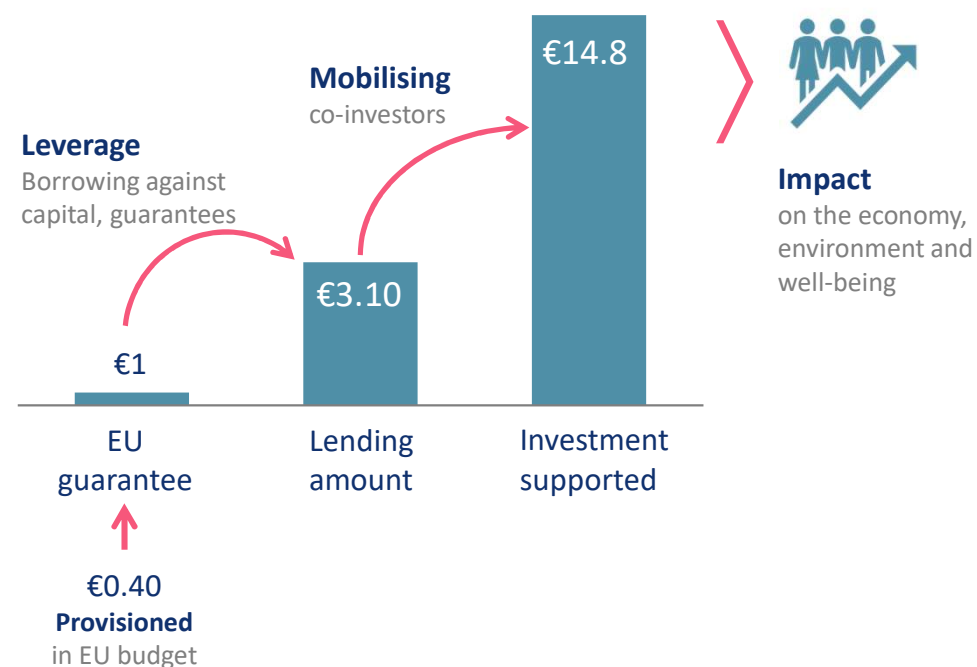 €14.8
Mobilising
co-investors
Leverage
Borrowing against
capital, guarantees
Impact
on the economy,
environment and
well-being
€3.10
€1
EU
guarantee
Lending
amount
Investment
supported
€0.40
Provisioned
in EU budget